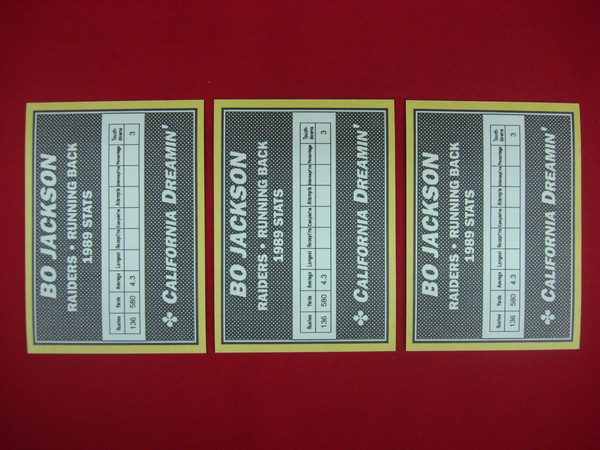 BO JACKSON
RAIDERS • RUNNING BACK
1989 STATS
Rushes Yards Average Longest Attempts Touch-downs
136 580 4.3 3
✤ CALIFORNIA DREAMIN'
BO JACKSON
RAIDERS • RUNNING BACK
1989 STATS
Rushes Yards Average Longest Attempts Touch-downs
136 580 4.3 3
✤ CALIFORNIA DREAMIN'
BO JACKSON
RAIDERS • RUNNING BACK
1989 STATS
Rushes Yards Average Longest Attempts Touch-downs
136 580 4.3 3
✤ CALIFORNIA DREAMIN'